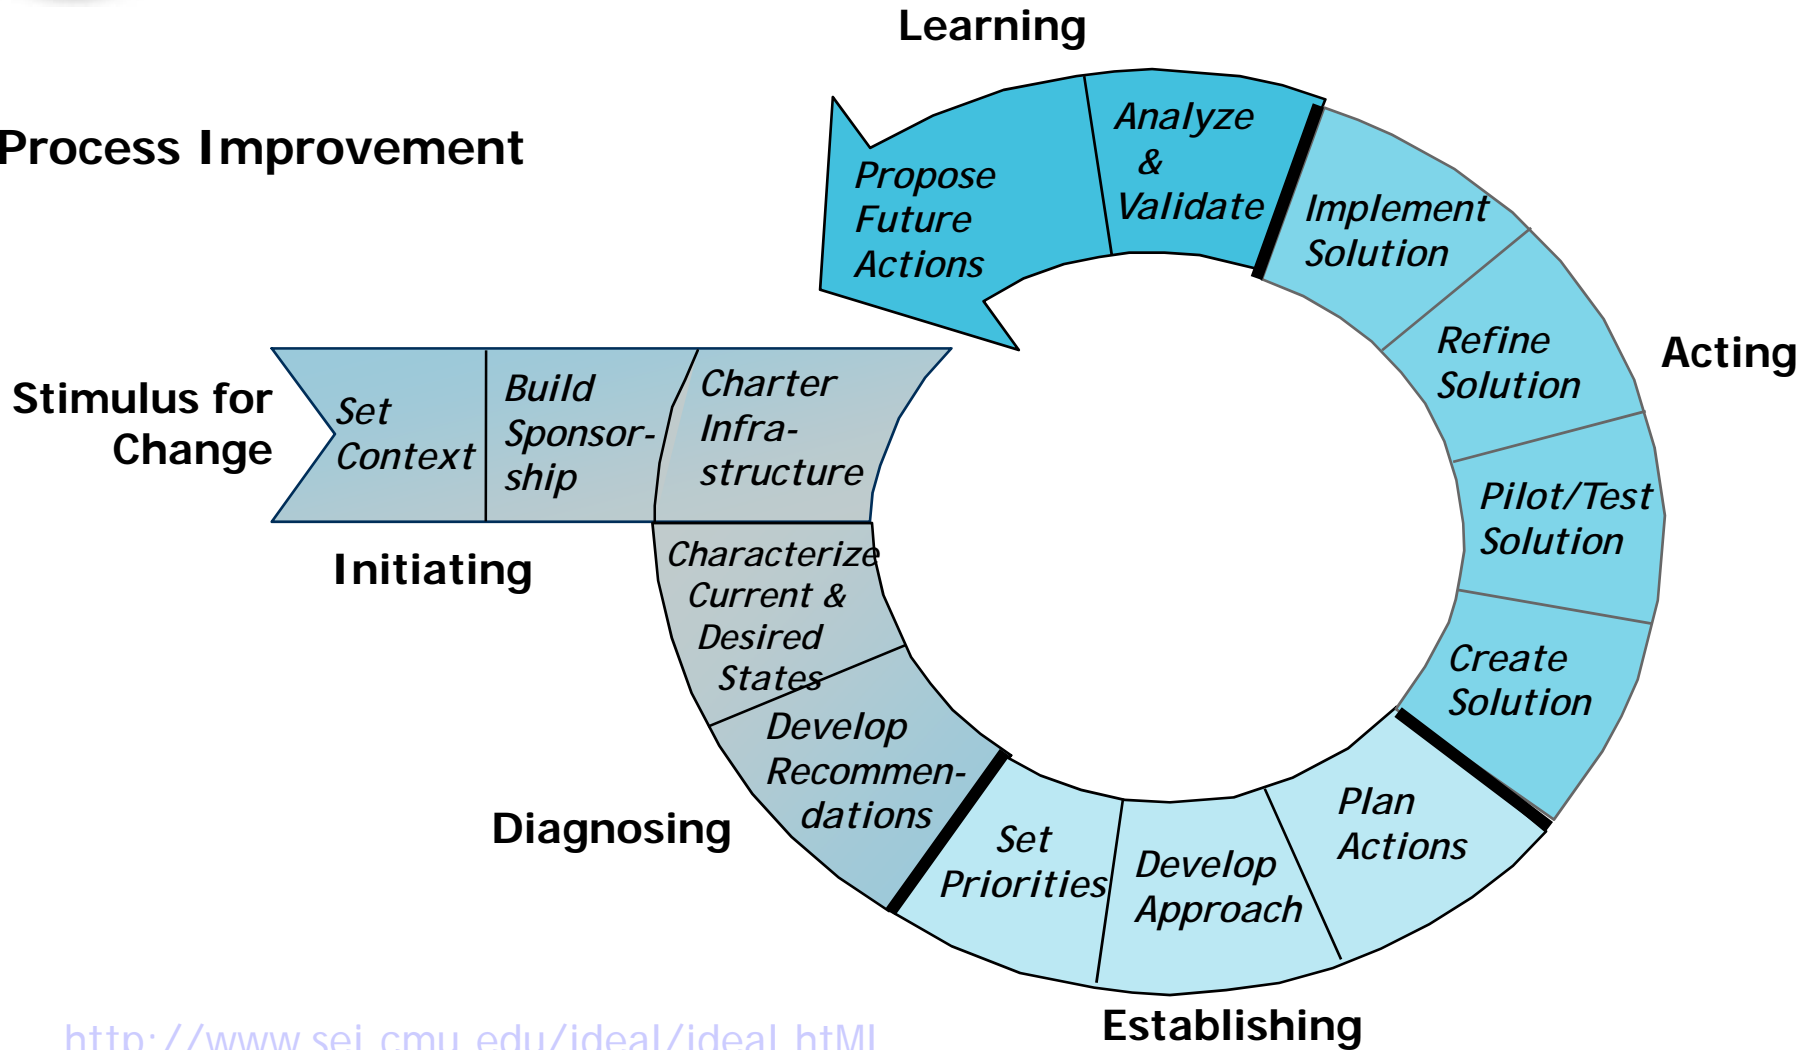 Learning
Process Improvement
Analyze
&
Validate
Propose
Future
Actions
Implement
Solution
Refine
Solution
Acting
Stimulus for
Change
Set
Context
Build
Sponsor-
ship
Charter
Infra-
structure
Pilot/Test
Solution
Initiating
Characterize
Current &
Desired
States
Create
Solution
Develop
Recommen-
dations
Diagnosing
Set
Priorities
Develop
Approach
Plan
Actions
Establishing
http://www.sei.cmu.edu/ideal/ideal.htMl